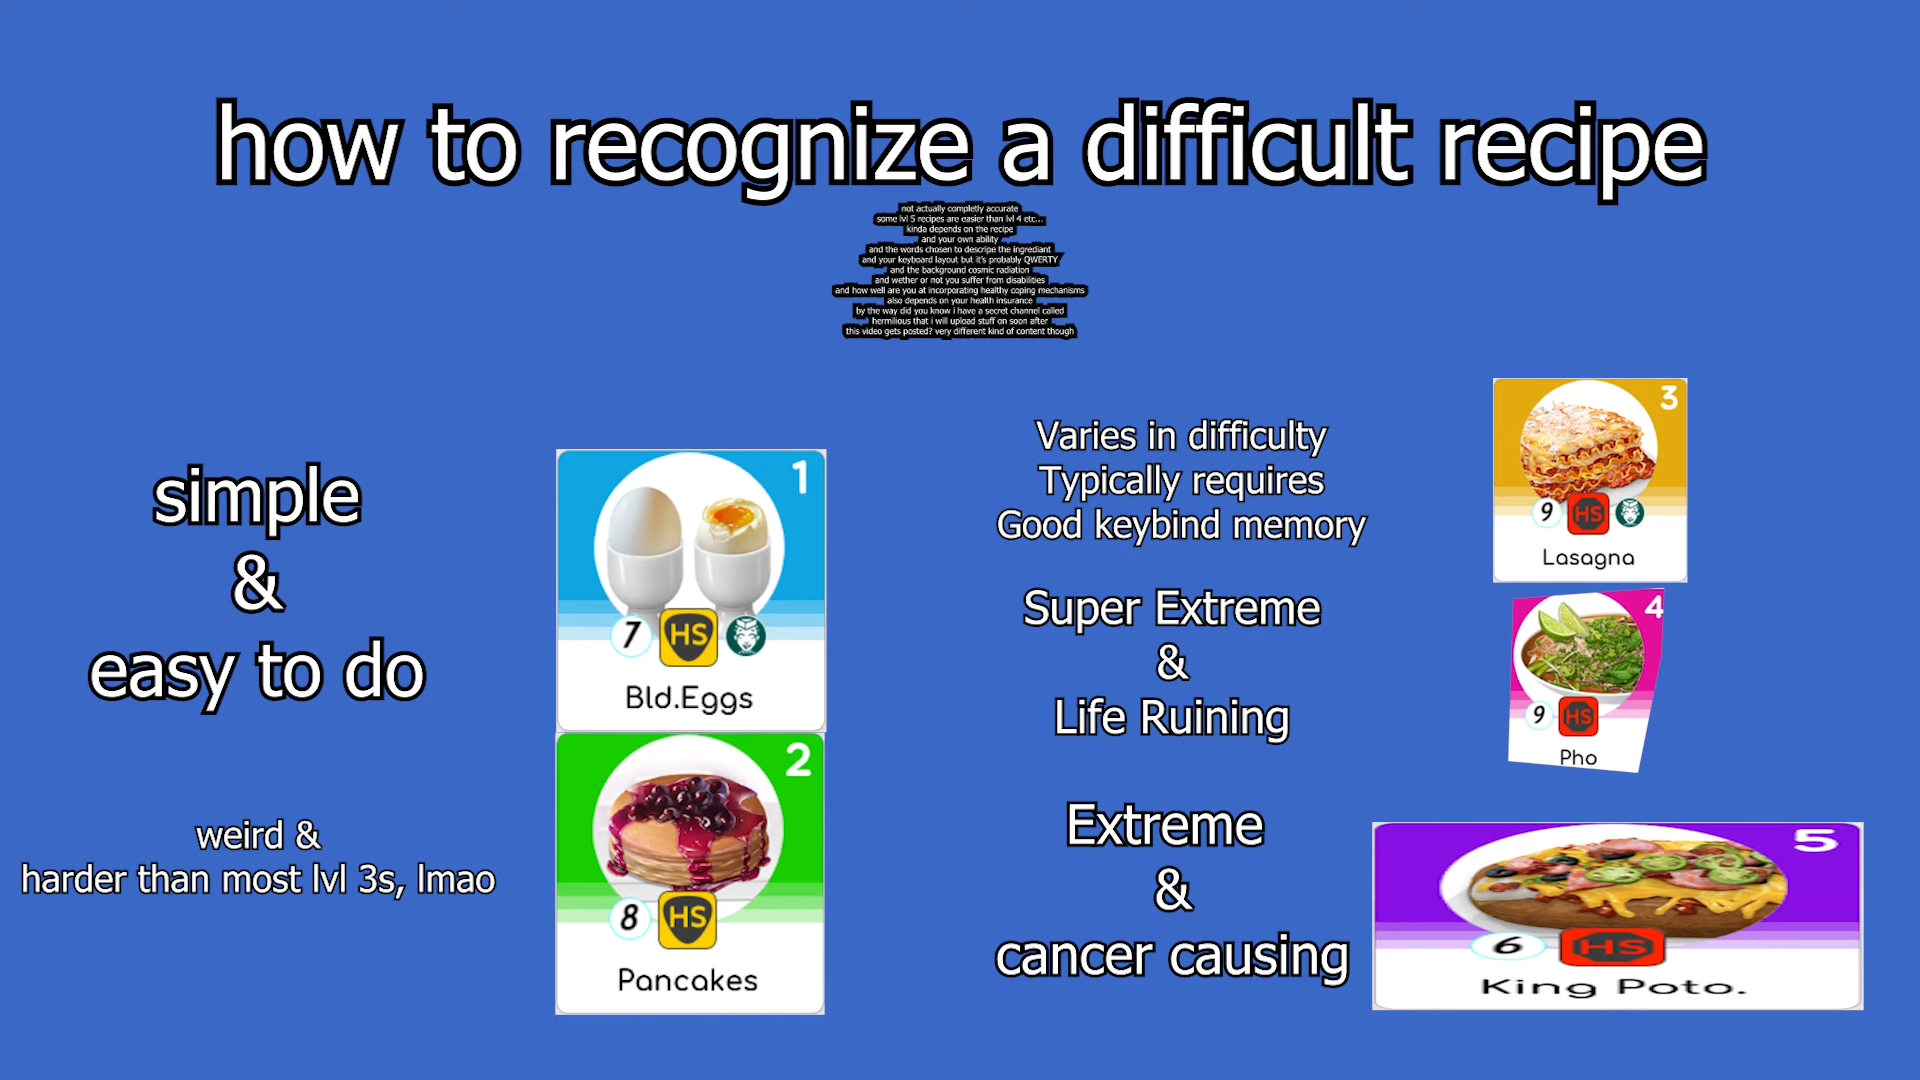 how to recognize a difficult recipe
not actually completly accurate
some lvl 5 recipes are easier than lvl 4 etc...
kinda depends on the recipe
and your own ability
and the words chosen to descripe the ingrediant
and your keyboard layout but it's probably QWERTY
and the background cosmic radiation
and wether or not you suffer from disabilities
and how well are you at incorporating healthy coping mechanisms
also depends on your health insurance
by the way did you know i have a secret channel called
hermilious that i will upload stuff on soon after
this video gets posted? very different kind of content though
simple
&
easy to do
1
7 HS
Bld.Eggs
weird &
harder than most lvl 3s, lmao
2
8 HS
Pancakes
Varies in difficulty
Typically requires
Good keybind memory
3
9 HS
Lasagna
Super Extreme
&
Life Ruining
4
9 HS
Pho
Extreme
&
cancer causing
5
6 HS
King Poto.